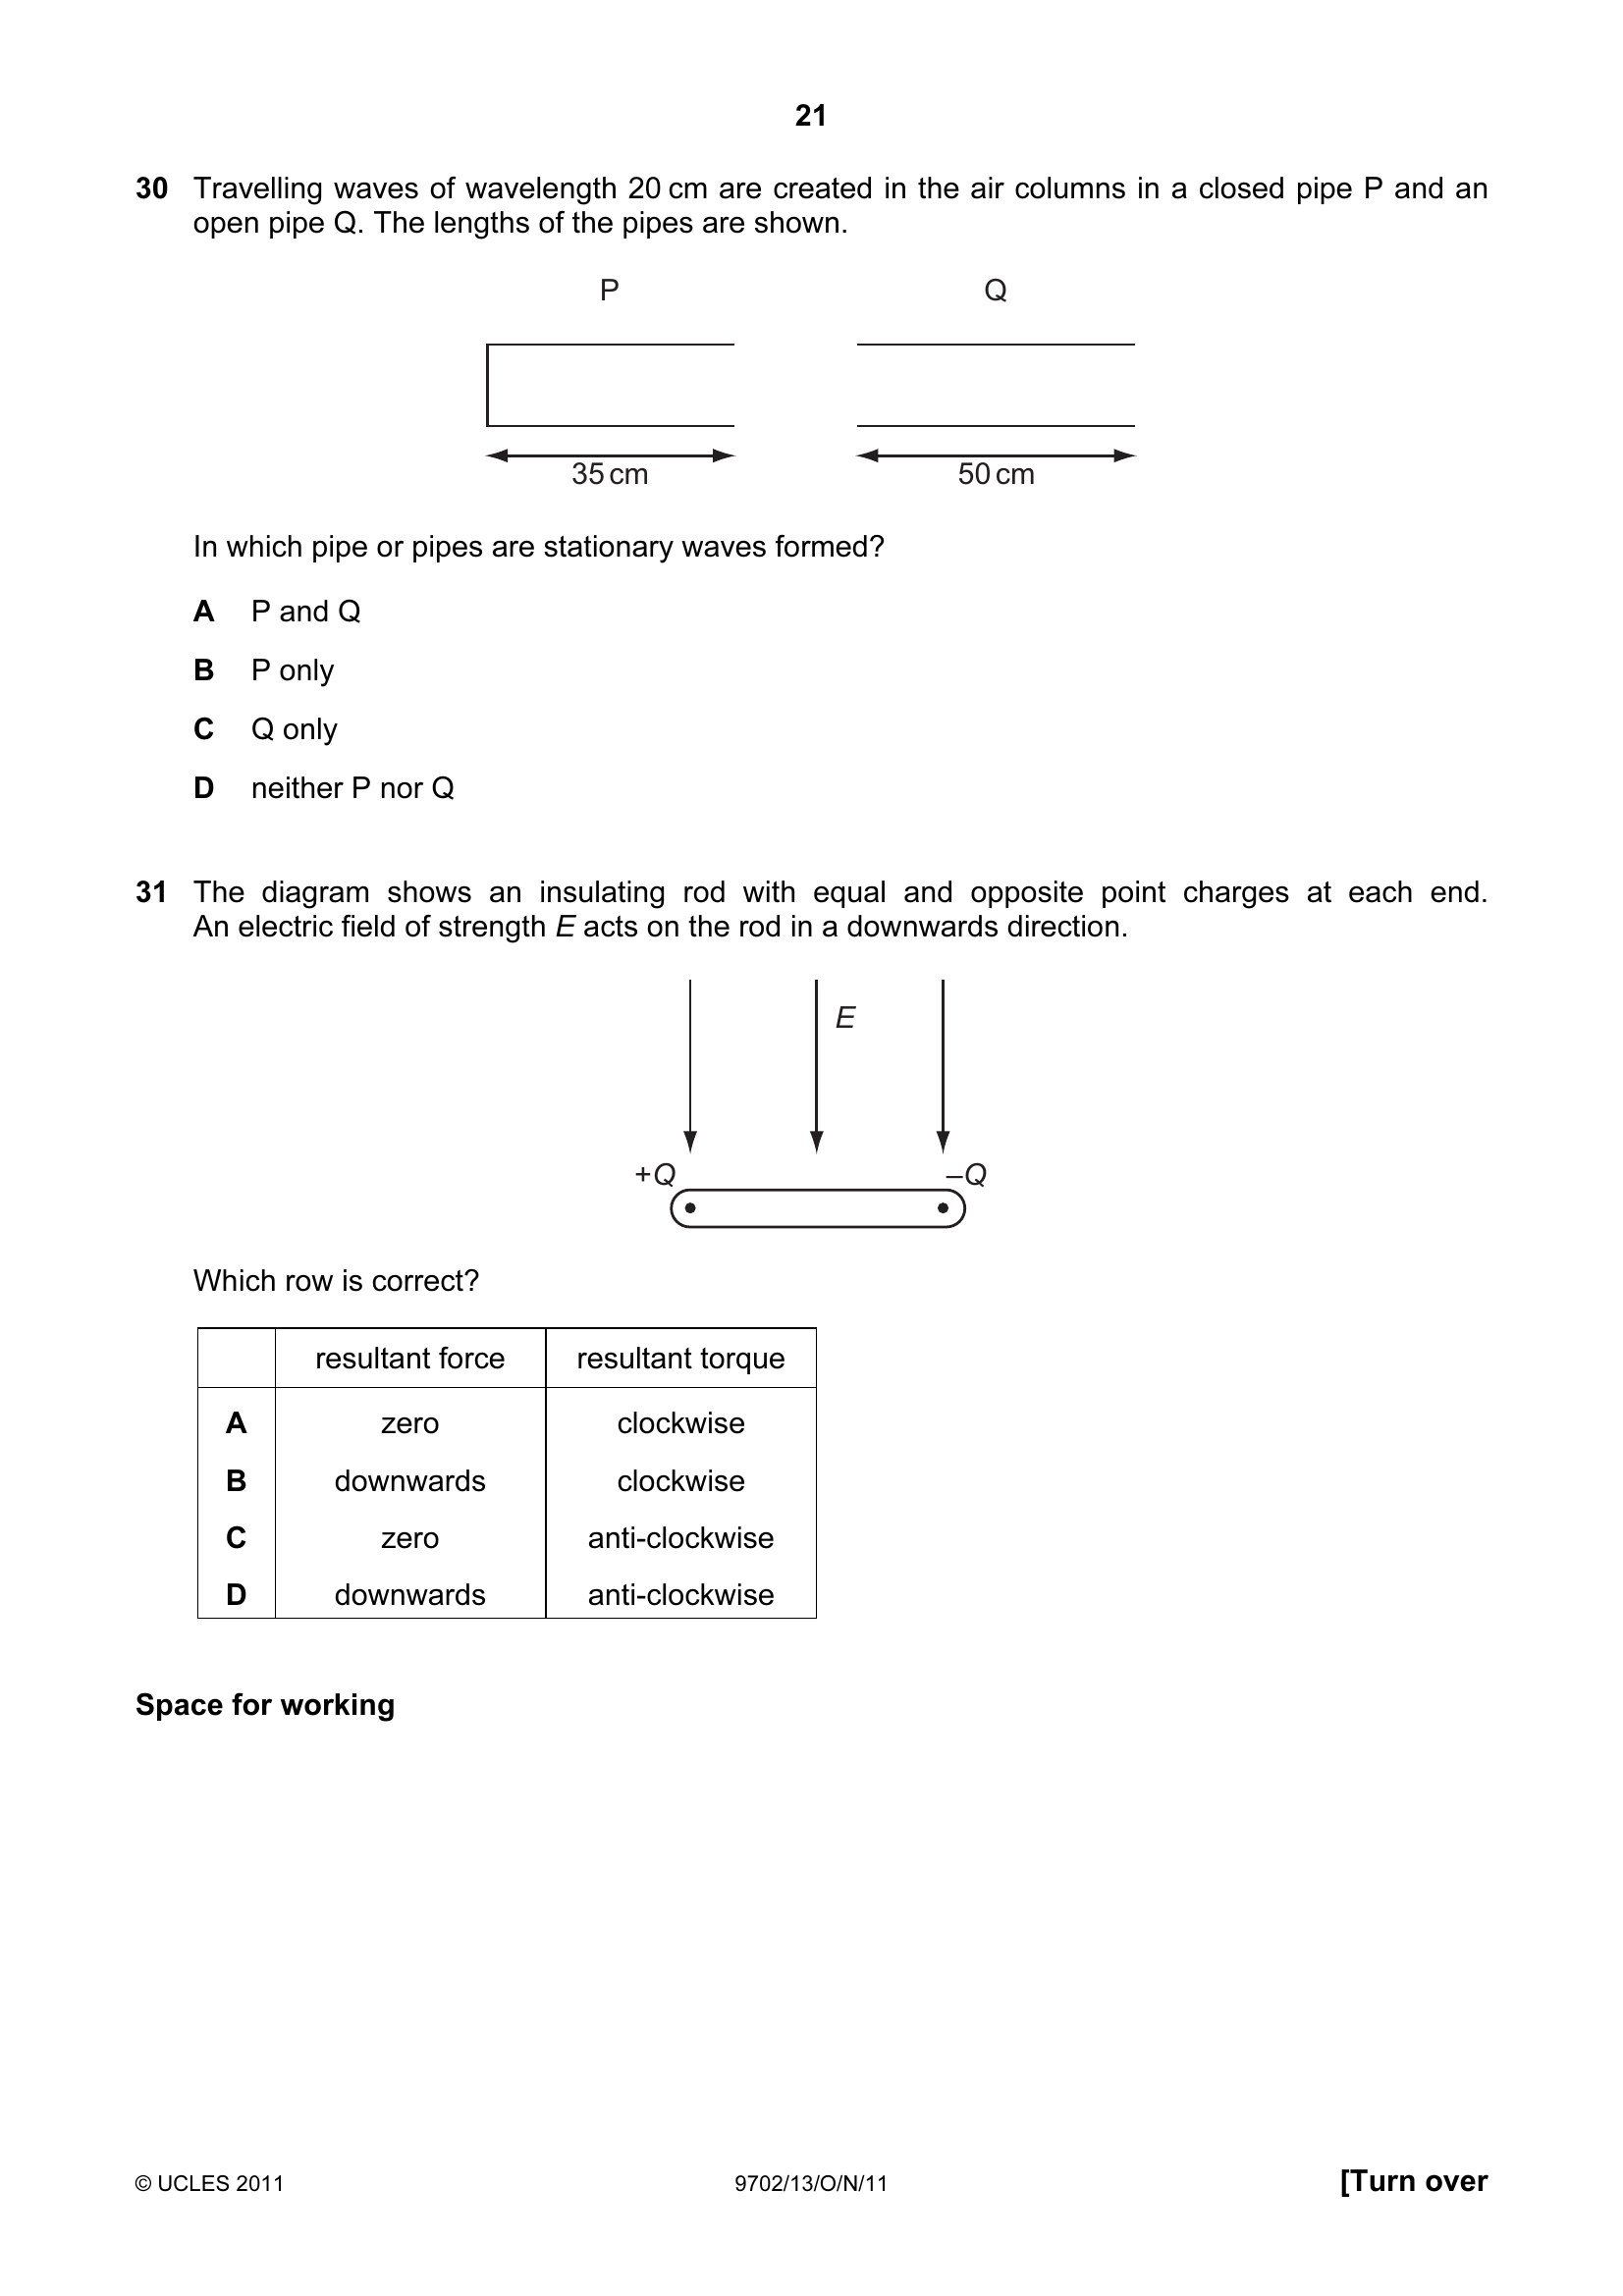 21
30 Travelling waves of wavelength 20 cm are created in the air columns in a closed pipe P and an
open pipe Q. The lengths of the pipes are shown.
P Q
35 cm 50 cm
In which pipe or pipes are stationary waves formed?
A P and Q
B P only
C Q only
D neither P nor Q
31 The diagram shows an insulating rod with equal and opposite point charges at each end.
An electric field of strength E acts on the rod in a downwards direction.
E
+Q –Q
Which row is correct?
resultant force resultant torque
A zero clockwise
B downwards clockwise
C zero anti-clockwise
D downwards anti-clockwise
Space for working
© UCLES 2011 9702/13/O/N/11 [Turn over